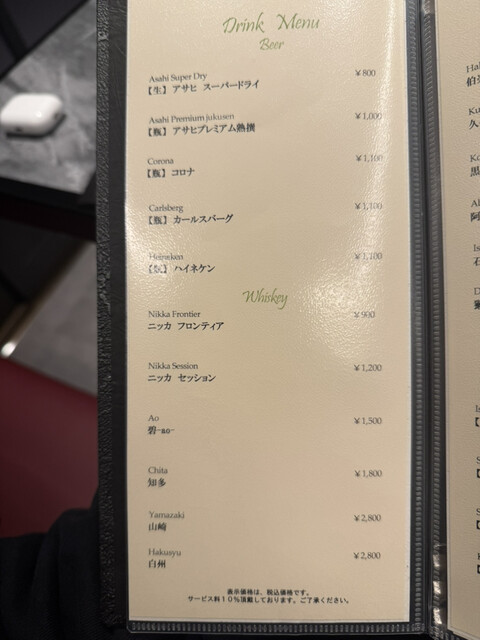 Drink Menu
Beer
Asahi Super Dry ¥800
【生】アサヒ スーパードライ
Asahi Premium jukusen ¥1,000
【瓶】アサヒプレミアム熟撰
Corona ¥1,100
【瓶】コロナ
Carlsberg ¥1,100
【瓶】カールスバーグ
Heineken ¥1,100
【瓶】ハイネケン
Whiskey
Nikka Frontier ¥900
ニッカ フロンティア
Nikka Session ¥1,200
ニッカ セッション
Ao ¥1,500
碧-ao-
Chita ¥1,800
知多
Yamazaki ¥2,800
山崎
Hakusyu ¥2,800
白州
表示価格は、税込価格です。
サービス料10％頂戴しております。ご了承ください。